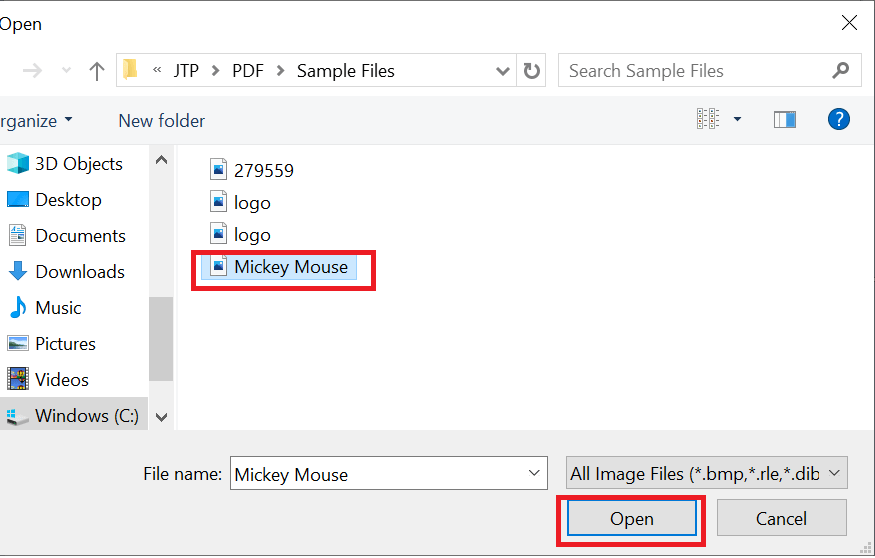 Open
« JTP > PDF > Sample Files
Search Sample Files
rganize
New folder
?
3D Objects
Desktop
Documents
Downloads
Music
Pictures
Videos
Windows (C:)
279559
logo
logo
Mickey Mouse
File name: Mickey Mouse
All Image Files (*.bmp,*.rle,*.dib
Open
Cancel